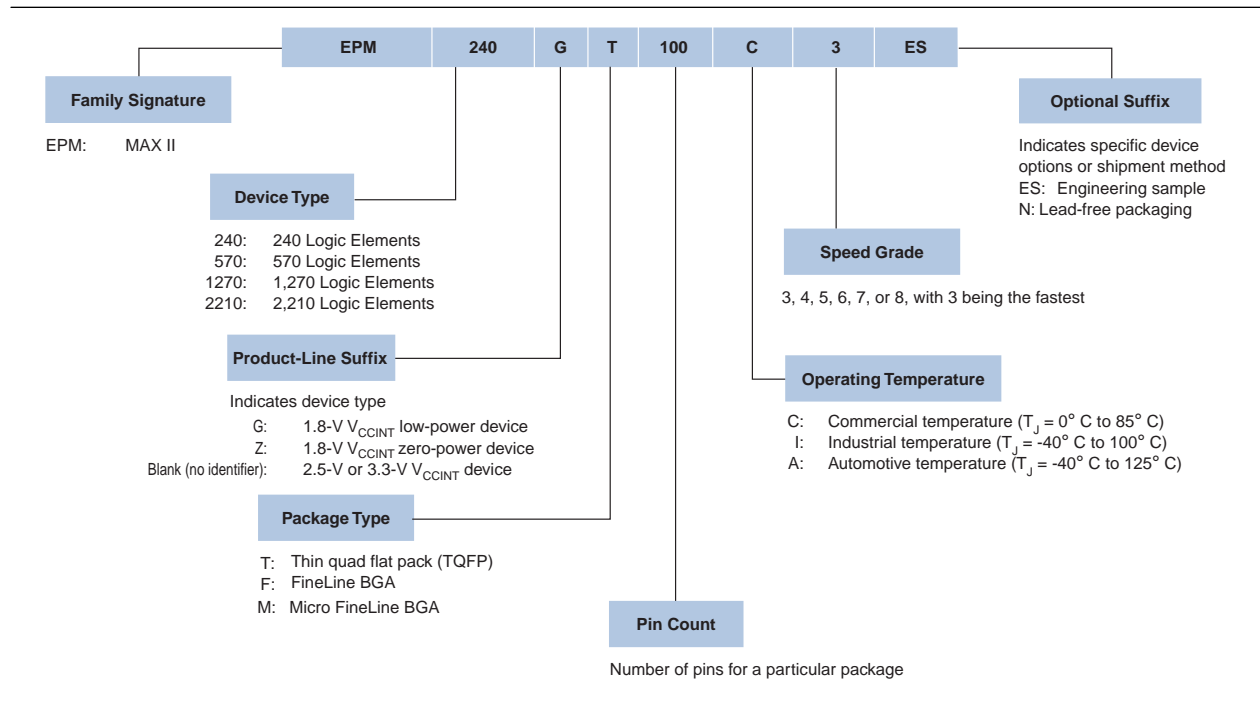 EPM 240 G T 100 C 3 ES
Family Signature
EPM: MAX II
Optional Suffix
Indicates specific device
options or shipment method
ES: Engineering sample
N: Lead-free packaging
Device Type
240: 240 Logic Elements
570: 570 Logic Elements
1270: 1,270 Logic Elements
2210: 2,210 Logic Elements
Speed Grade
3, 4, 5, 6, 7, or 8, with 3 being the fastest
Product-Line Suffix
Indicates device type
G: 1.8-V VCCINT low-power device
Z: 1.8-V VCCINT zero-power device
Blank (no identifier): 2.5-V or 3.3-V VCCINT device
Operating Temperature
C: Commercial temperature (TJ = 0° C to 85° C)
I: Industrial temperature (TJ = -40° C to 100° C)
A: Automotive temperature (TJ = -40° C to 125° C)
Package Type
T: Thin quad flat pack (TQFP)
F: FineLine BGA
M: Micro FineLine BGA
Pin Count
Number of pins for a particular package